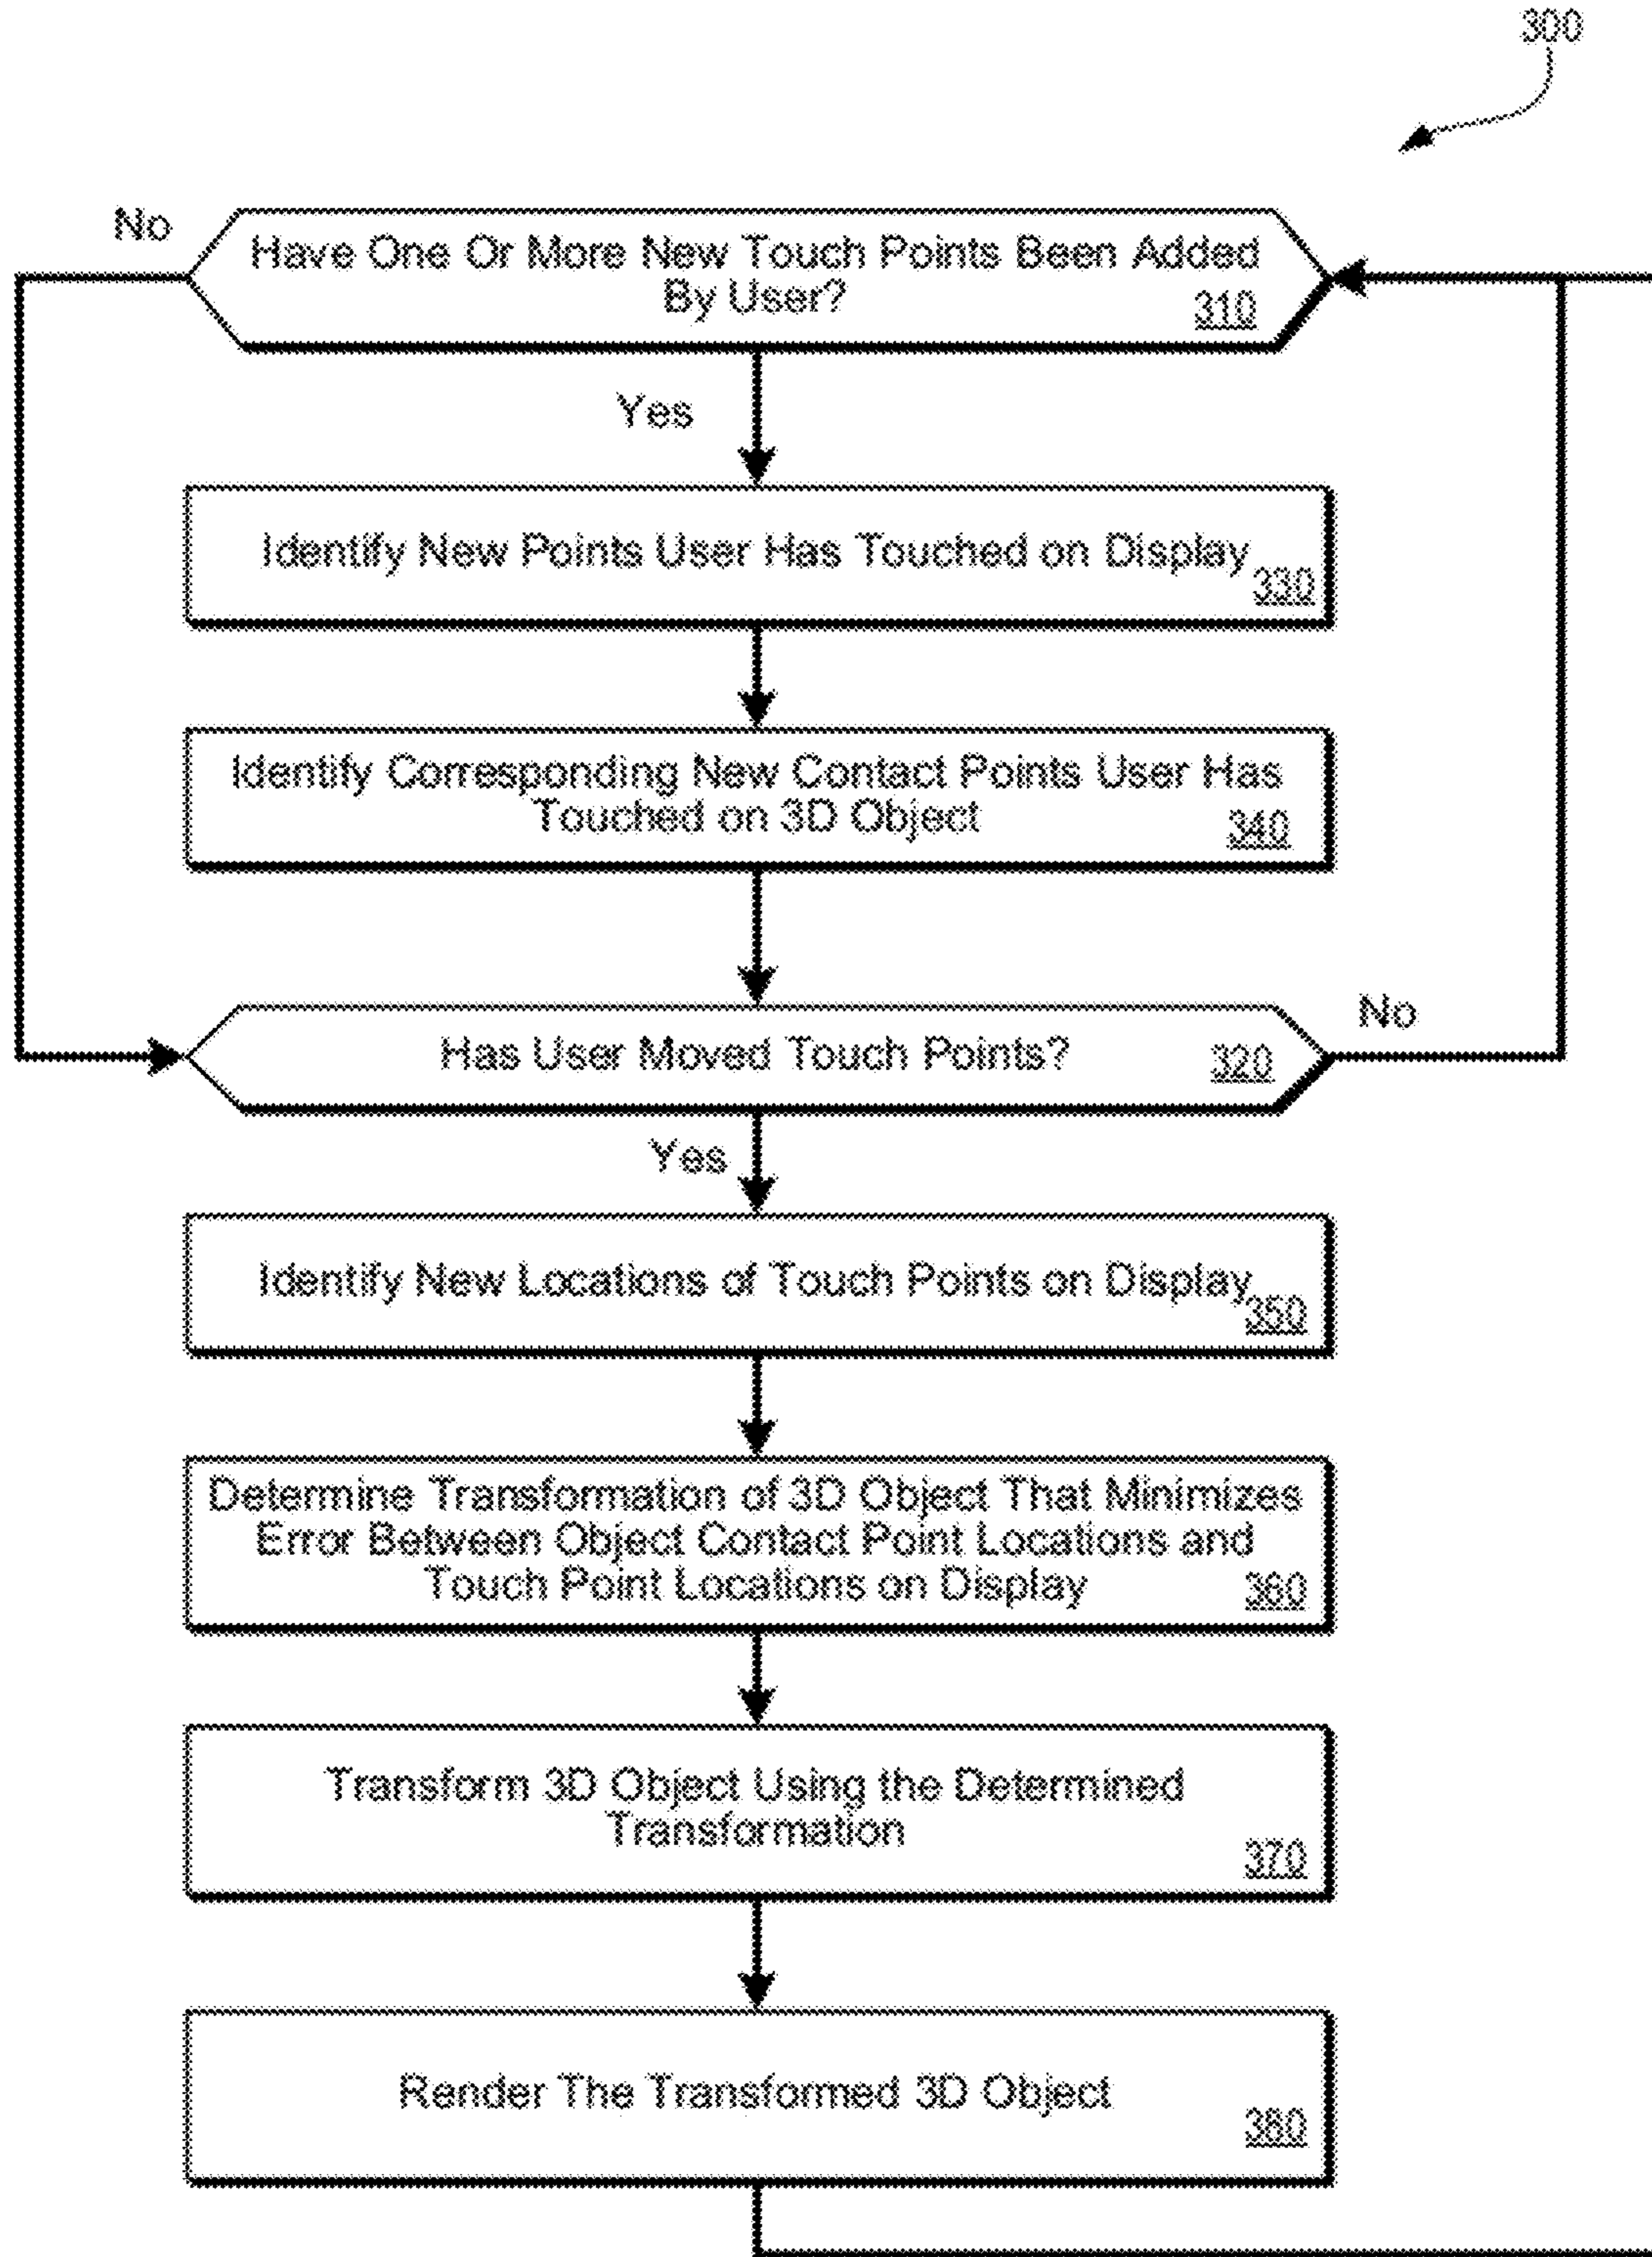 300
No
Have One Or More New Touch Points Been Added
By User?
310
Yes
Identify New Points User Has Touched on Display
330
Identify Corresponding New Contact Points User Has
Touched on 3D Object
340
No
Has User Moved Touch Points?
320
Yes
Identify New Locations of Touch Points on Display
350
Determine Transformation of 3D Object That Minimizes
Error Between Object Contact Point Locations and
Touch Point Locations on Display
360
Transform 3D Object Using the Determined
Transformation
370
Render The Transformed 3D Object
380